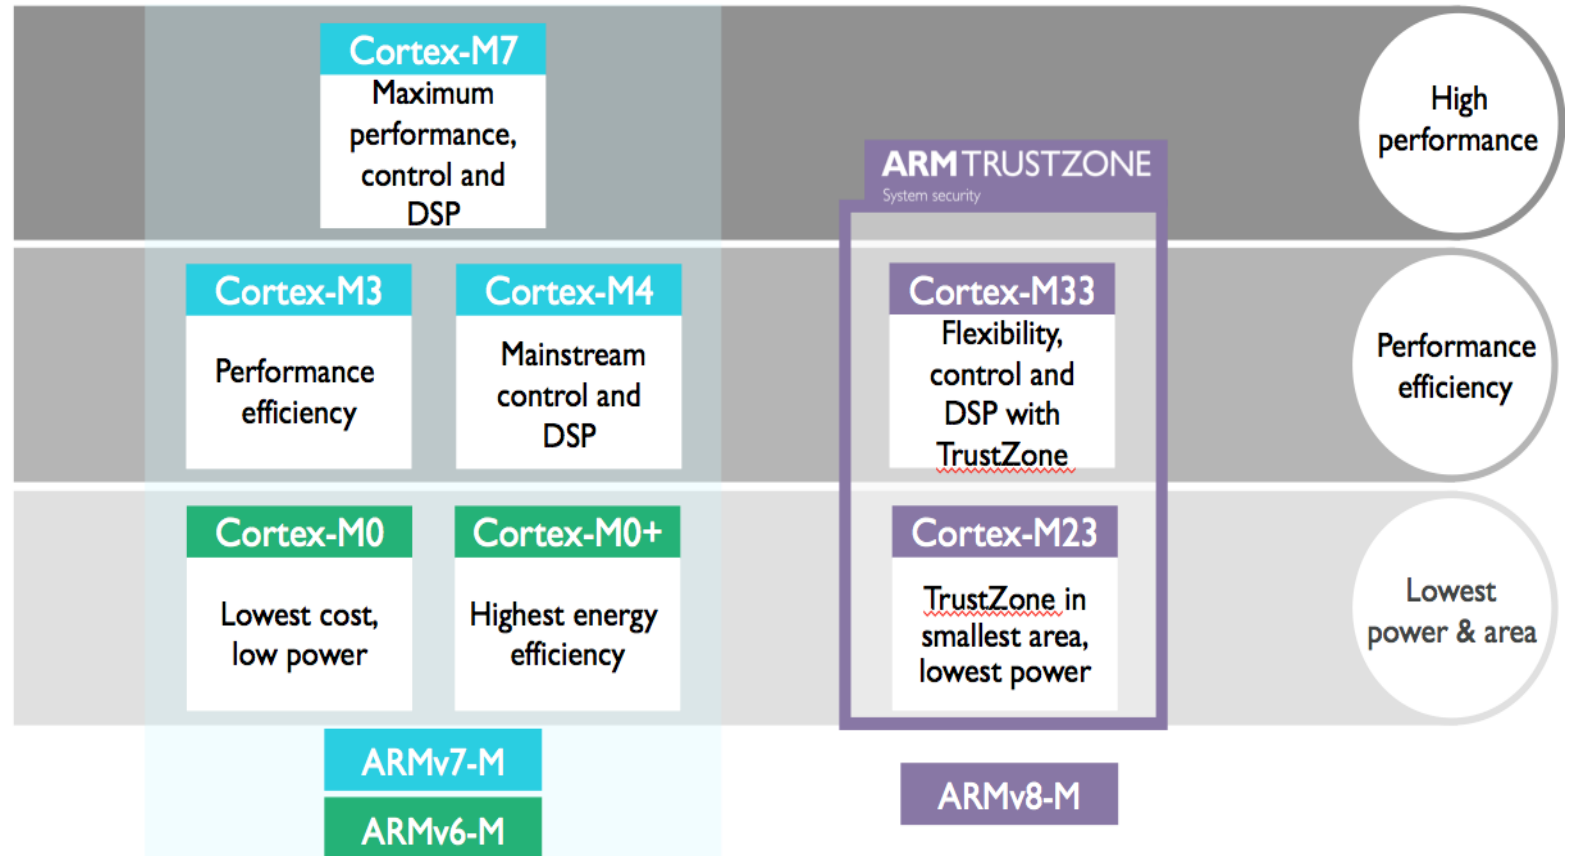 Cortex-M7
Maximum
performance,
control and
DSP
High
performance
ARMTRUSTZONE
System security
Cortex-M3
Performance
efficiency
Cortex-M4
Mainstream
control and
DSP
Cortex-M33
Flexibility,
control and
DSP with
TrustZone
Performance
efficiency
Cortex-M0
Lowest cost,
low power
Cortex-M0+
Highest energy
efficiency
Cortex-M23
TrustZone in
smallest area,
lowest power
Lowest
power & area
ARMv7-M
ARMv6-M
ARMv8-M